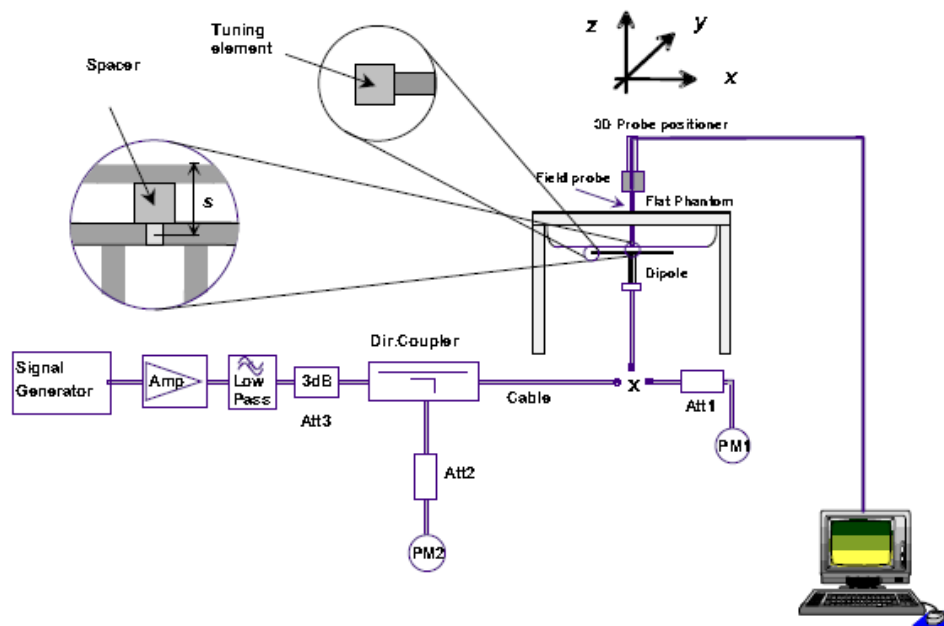 Tuning
element
Spacer
s
z
y
x
3D Probe positioner
Field probe
Flat Phantom
Dipole
Signal
Generator
Amp
Low
Pass
3dB
Att3
Dir.Coupler
Cable
x
Att1
PM1
Att2
PM2